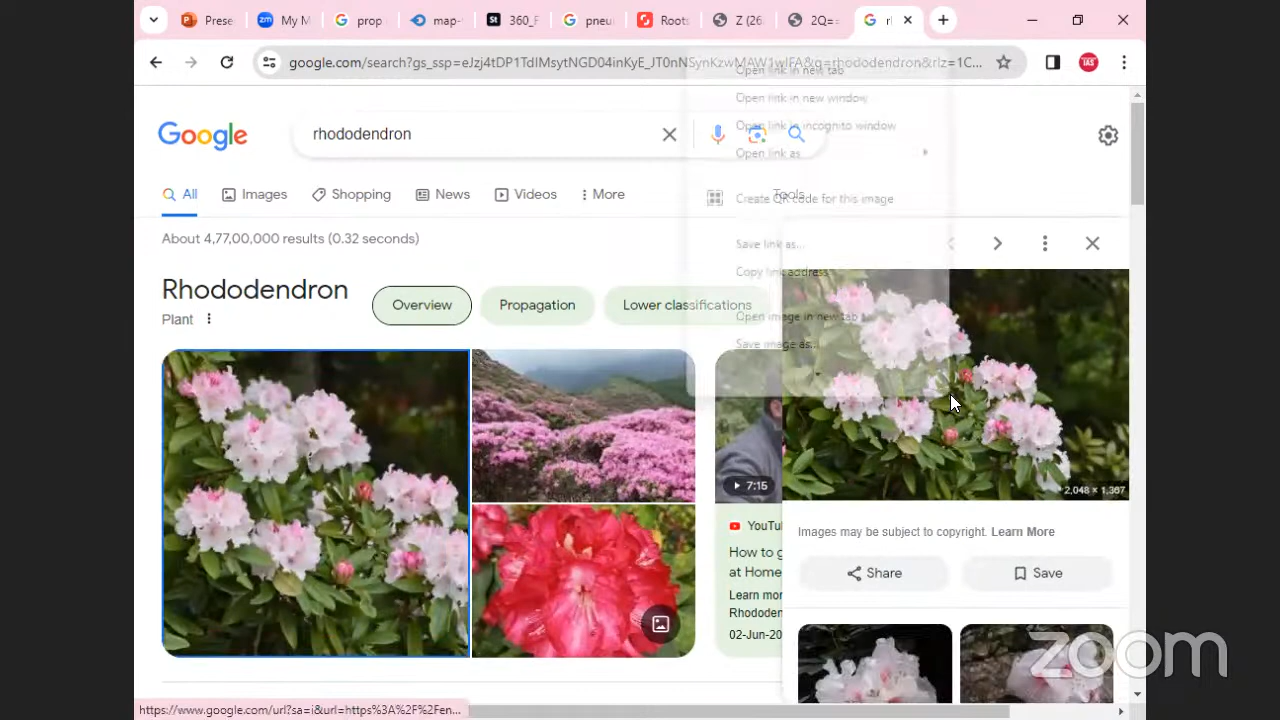 Prese
My M
prop
map-
360_F
pneu
Roots
Z (26
2Q=
google.com/search?gs_ssp=eJzj4tDP1TdIMsytNGD04inKyE_JT0nNSynKzwMAW1wIFA&q=rhododendron&rlz=1C...
TAS
Open link in new tab
Open link in new window
Open link in incognito window
Open link as
Google
rhododendron
All
Images
Shopping
News
Videos
More
Tools
Create QR code for this image
About 4,77,00,000 results (0.32 seconds)
Save link as...
Copy link address
Rhododendron
Plant
Overview
Propagation
Lower classifications
Open image in new tab
Save image as...
2,048 × 1,367
7:15
YouTu
How to g
at Home
Learn mor
Rhododen
02-Jun-20
Images may be subject to copyright. Learn More
Share
Save
zoom
https://www.google.com/url?sa=i&url=https%3A%2F%2Fen...